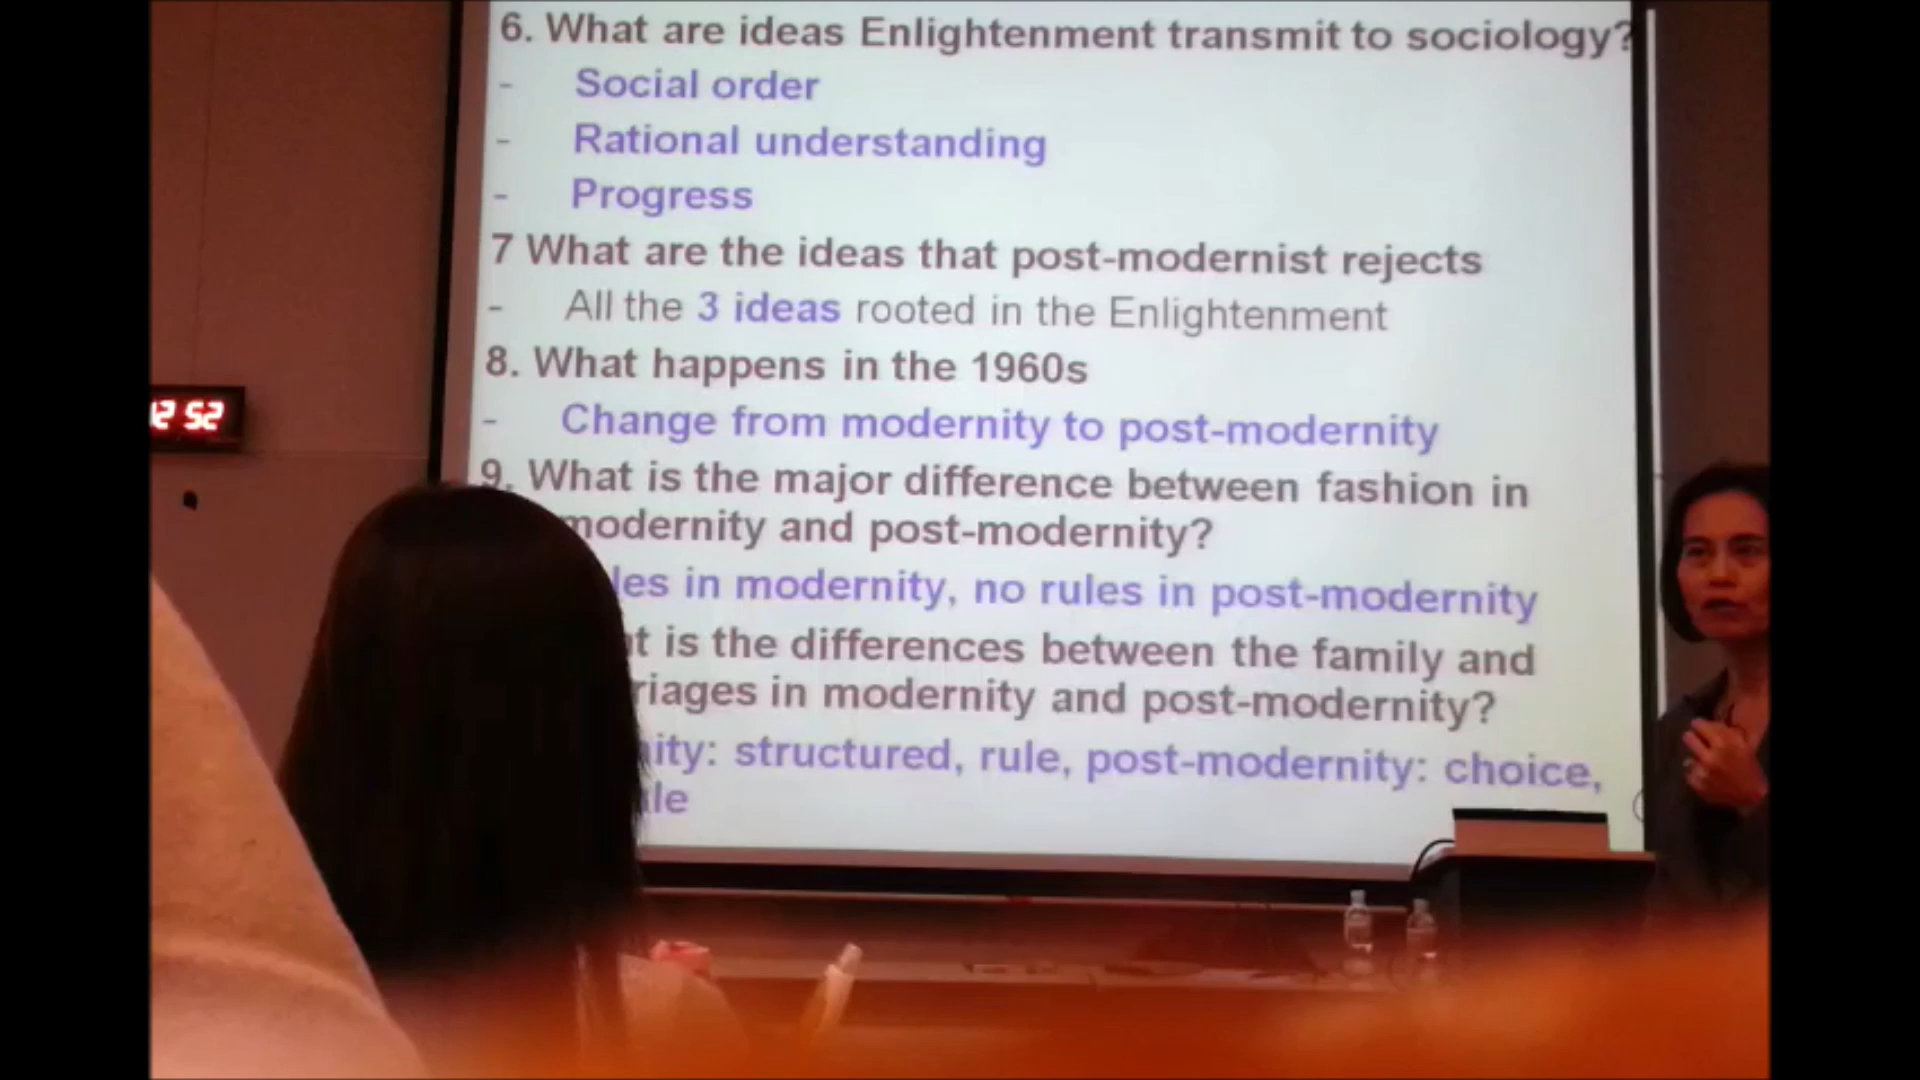 6. What are ideas Enlightenment transmit to sociology?
- Social order
- Rational understanding
- Progress
7 What are the ideas that post-modernist rejects
- All the 3 ideas rooted in the Enlightenment
8. What happens in the 1960s
- Change from modernity to post-modernity
9. What is the major difference between fashion in
modernity and post-modernity?
in modernity, no rules in post-modernity
is the differences between the family and
in modernity and post-modernity?
structured, rule, post-modernity: choice,
52